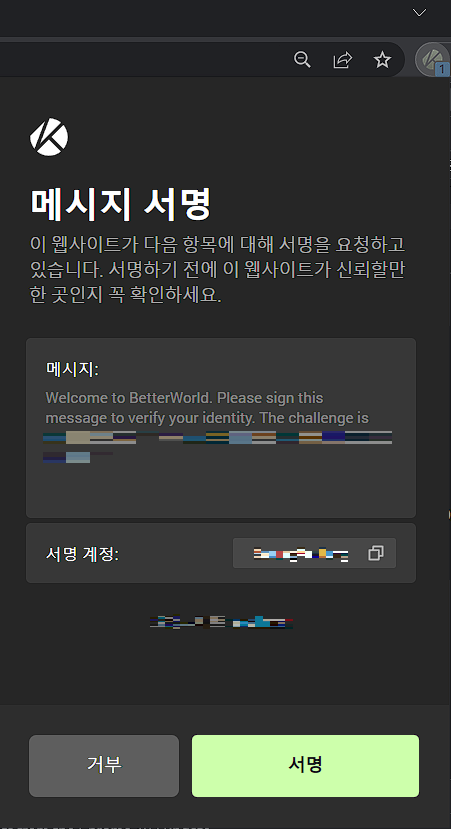 1
메시지 서명
이 웹사이트가 다음 항목에 대해 서명을 요청하고
있습니다. 서명하기 전에 이 웹사이트가 신뢰할만
한 곳인지 꼭 확인하세요.
메시지:
Welcome to BetterWorld. Please sign this
message to verify your identity. The challenge is
서명 계정:
거부
서명